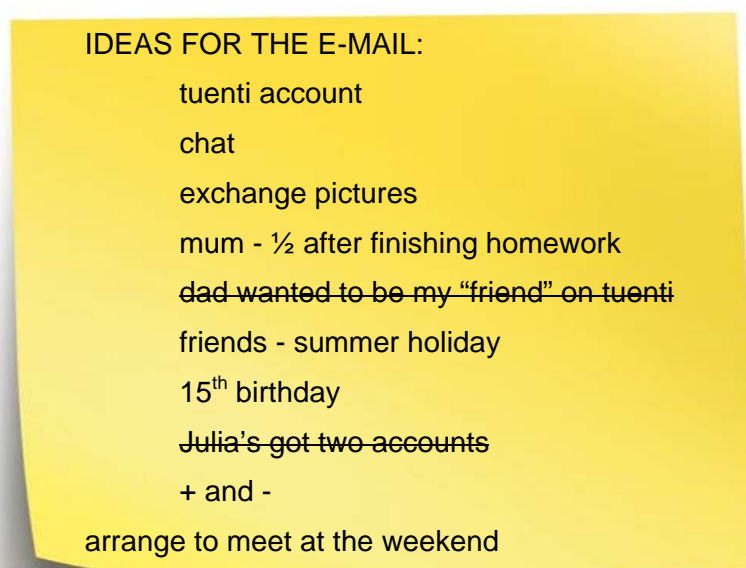 IDEAS FOR THE E-MAIL:
tuenti account
chat
exchange pictures
mum - ½ after finishing homework
dad wanted to be my “friend” on tuenti
friends - summer holiday
15th birthday
Julia’s got two accounts
+ and -
arrange to meet at the weekend